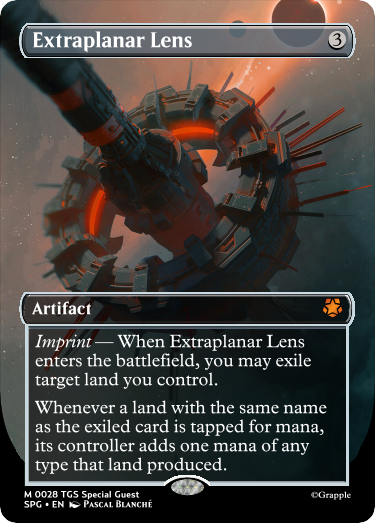 Extraplanar Lens 3
Artifact
Imprint — When Extraplanar Lens
enters the battlefield, you may exile
target land you control.
Whenever a land with the same name
as the exiled card is tapped for mana,
its controller adds one mana of any
type that land produced.
M 0028 TGS Special Guest
SPG • EN Pascal Blanché
©Grapple